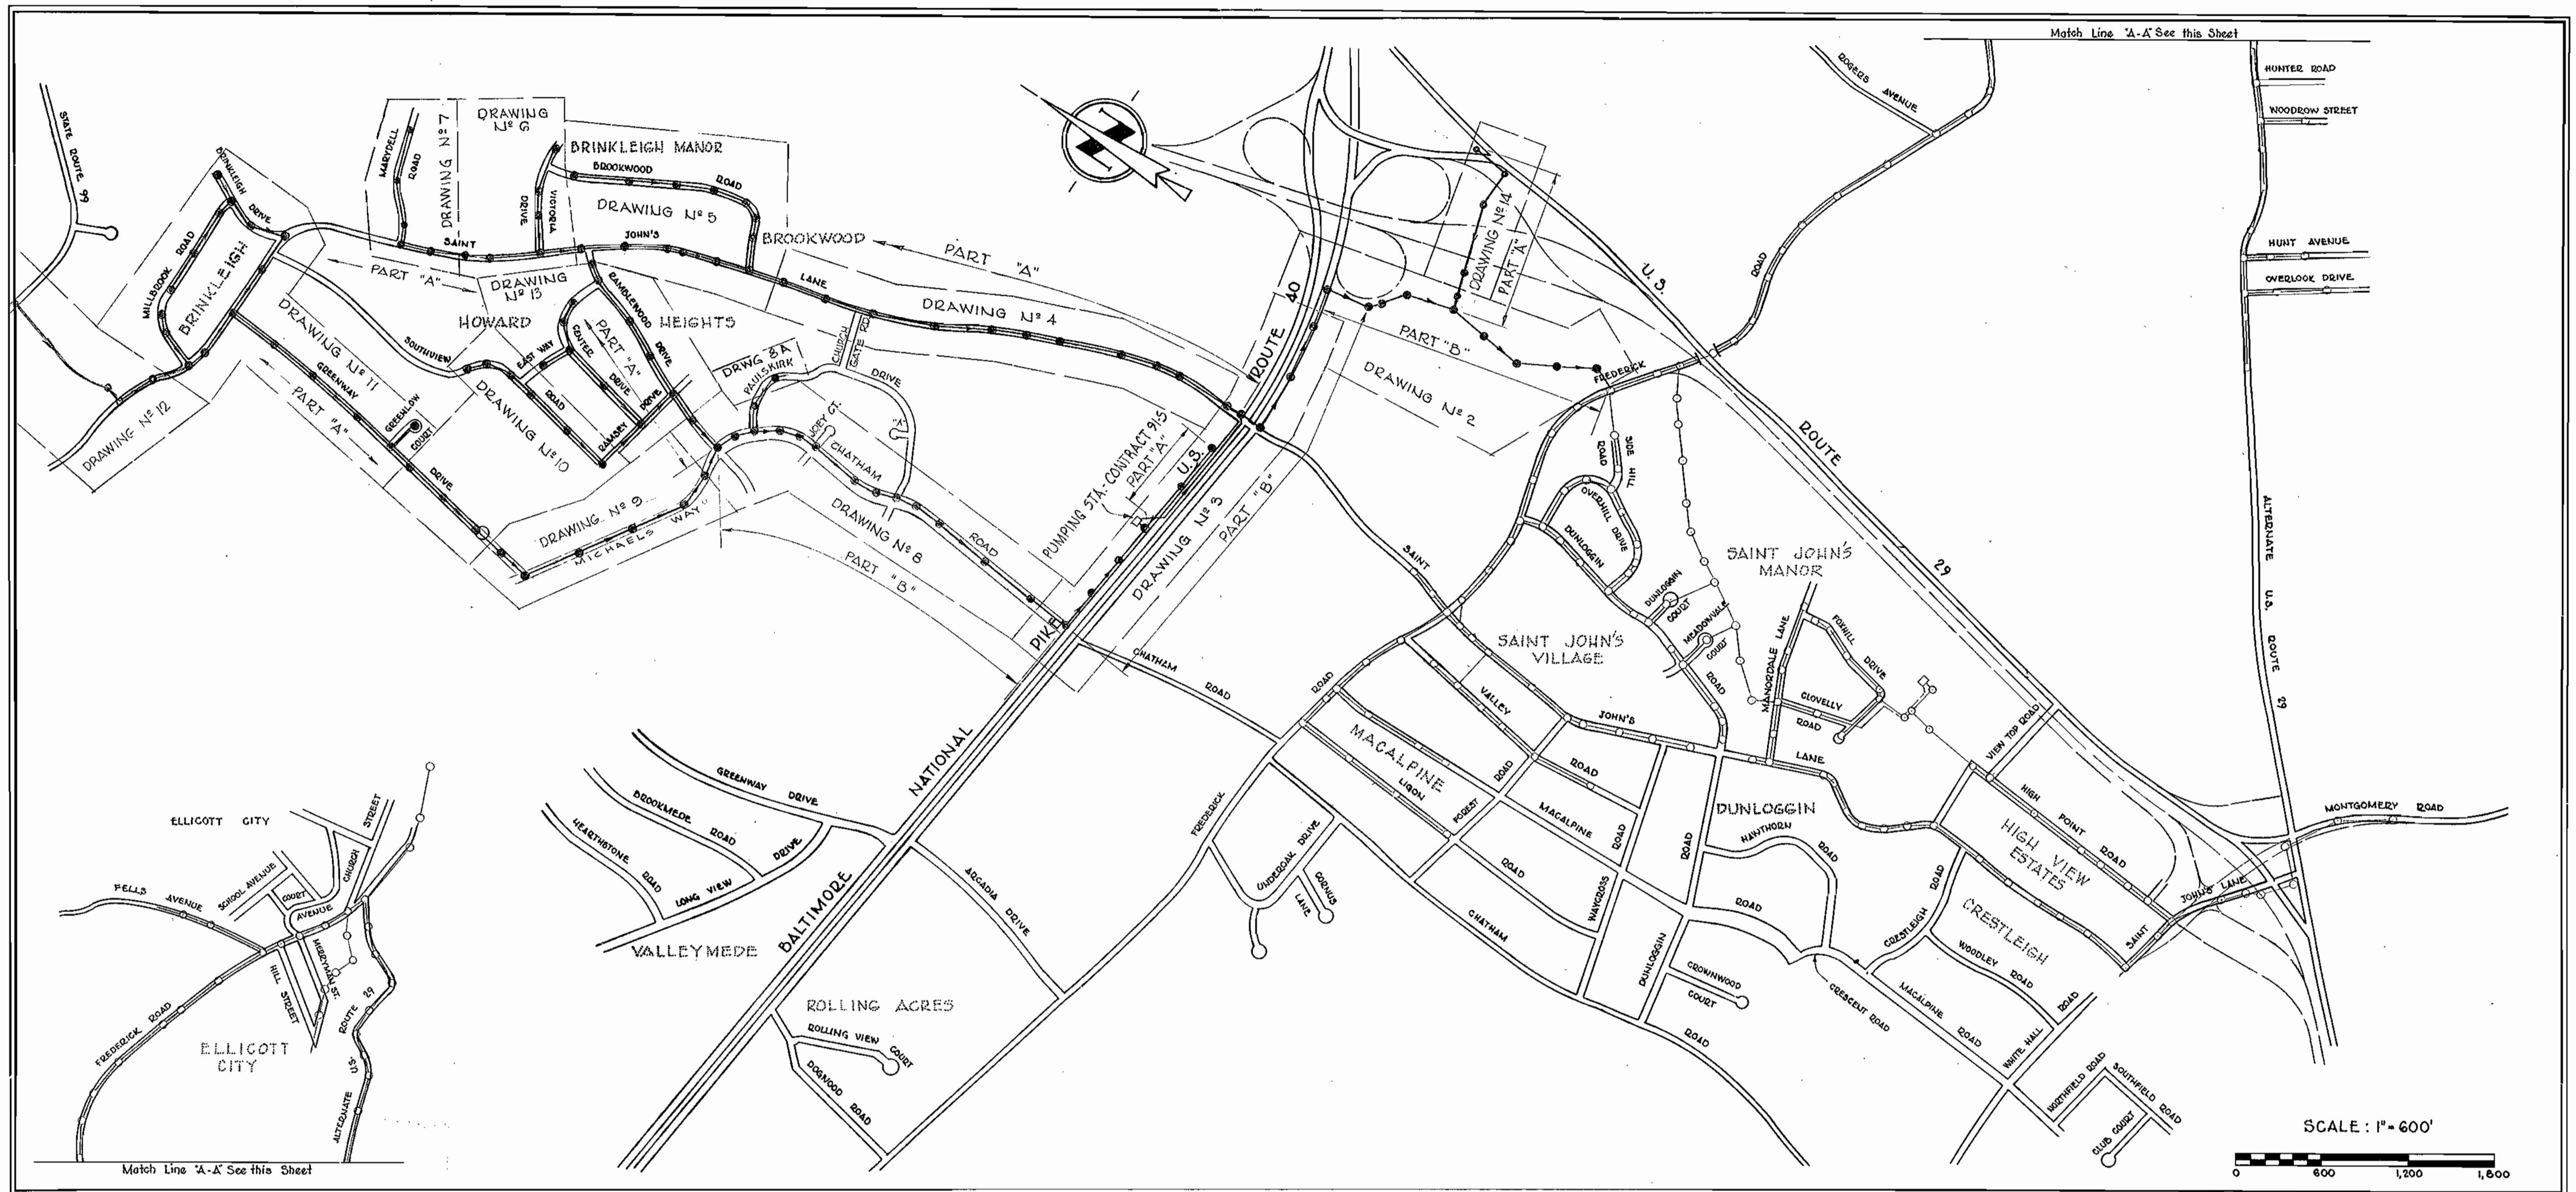 Match Line "A-A" See this Sheet
STATE ROUTE 99
BRINKLEIGH DRIVE
MILLBROOK ROAD
BRINKLEIGH
DRAWING Nº 12
MARYDELL ROAD
DRAWING Nº 7
DRAWING Nº 6
BRINKLEIGH MANOR
BROOKWOOD ROAD
VICTORIA DRIVE
DRAWING Nº 5
SAINT JOHN'S LANE
BROOKWOOD
PART "A"
PART "A"
DRAWING Nº 13
DRAWING Nº 4
HOWARD HEIGHTS
RAMBLEWOOD DRIVE
CENTER DRIVE
PART "A"
EAST WAY
SOUTHVIEW ROAD
RAMSEY DRIVE
DRAWING Nº 11
GREENWAY DRIVE
PART "A"
GREENLOW COURT
DRAWING Nº 10
DRWG 8A
PAULSKIRK DRIVE
CHURCH GATE RD.
JOEY CT.
CHATHAM ROAD
DRAWING Nº 9
MICHAELS WAY
DRAWING Nº 8
PART "B"
PUMPING STA.-CONTRACT 91-S
PART "A"
U.S. ROUTE 40
DRAWING Nº 3
PART "B"
DRAWING Nº 14
PART "A"
PART "B"
DRAWING Nº 2
BALTIMORE NATIONAL PIKE
U.S. ROUTE 29
FREDERICK ROAD
ROGERS AVENUE
HUNTER ROAD
WOODROW STREET
HUNT AVENUE
OVERLOOK DRIVE
ALTERNATE U.S. ROUTE 29
SIDE HILL ROAD
OVERHILL DRIVE
DUNLOGGIN ROAD
DUNLOGGIN COURT
MEADOWVALE COURT
SAINT JOHN'S
MANOR
SAINT JOHN'S
VILLAGE
MANORDALE LANE
FOXHILL DRIVE
CLOVELLY
ROAD
SAINT JOHN'S LANE
VIEW TOP ROAD
HIGH POINT ROAD
HIGH VIEW
ESTATES
MONTGOMERY ROAD
SAINT JOHN'S LANE
CRESTLEIGH
CRESTLEIGH ROAD
WOODLEY ROAD
WHITE HALL ROAD
NORTHFIELD ROAD
SOUTHFIELD ROAD
CLUB COURT
CHATHAM ROAD
FREDERICK ROAD
MACALPINE
VALLEY ROAD
LIGON ROAD
FOREST ROAD
MACALPINE ROAD
WAYCROSS ROAD
DUNLOGGIN
DUNLOGGIN ROAD
HAWTHORN ROAD
CROWNWOOD
COURT
CRESCENT ROAD
MACALPINE ROAD
CHATHAM ROAD
UNDEROAK DRIVE
CORNUS
LANE
GREENWAY DRIVE
BROOKMEDE ROAD
HEARTHSTONE ROAD
LONG VIEW DRIVE
VALLEYMEDE
ARCADIA DRIVE
ROLLING ACRES
ROLLING VIEW COURT
DOGWOOD ROAD
ELLICOTT CITY
CHURCH STREET
SCHOOL AVENUE
COURT
AVENUE
FELLS AVENUE
MERRYMAN ST.
HILL STREET
FREDERICK ROAD
ELLICOTT
CITY
ALTERNATE U.S. ROUTE 29
Match Line "A-A" See this Sheet
SCALE: 1"=600'
0 600 1,200 1,800